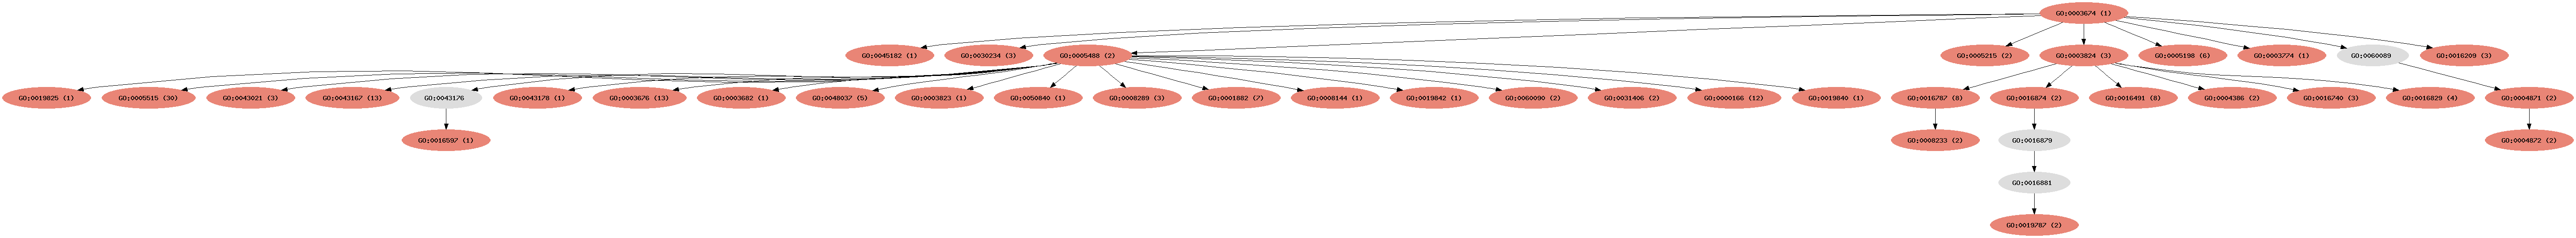 GO:0003674 (1)
GO:0045182 (1)
GO:0030234 (3)
GO:0005488 (2)
GO:0005215 (2)
GO:0003824 (3)
GO:0005198 (6)
GO:0003774 (1)
GO:0060089
GO:0016209 (3)
GO:0019825 (1)
GO:0005515 (30)
GO:0043021 (3)
GO:0043167 (13)
GO:0043176
GO:0043178 (1)
GO:0003676 (13)
GO:0003682 (1)
GO:0048037 (5)
GO:0003823 (1)
GO:0050840 (1)
GO:0008289 (3)
GO:0001882 (7)
GO:0008144 (1)
GO:0019842 (1)
GO:0060090 (2)
GO:0031406 (2)
GO:0000166 (12)
GO:0019840 (1)
GO:0016787 (8)
GO:0016874 (2)
GO:0016491 (8)
GO:0004386 (2)
GO:0016740 (3)
GO:0016829 (4)
GO:0004871 (2)
GO:0016597 (1)
GO:0008233 (2)
GO:0016879
GO:0004872 (2)
GO:0016881
GO:0019787 (2)